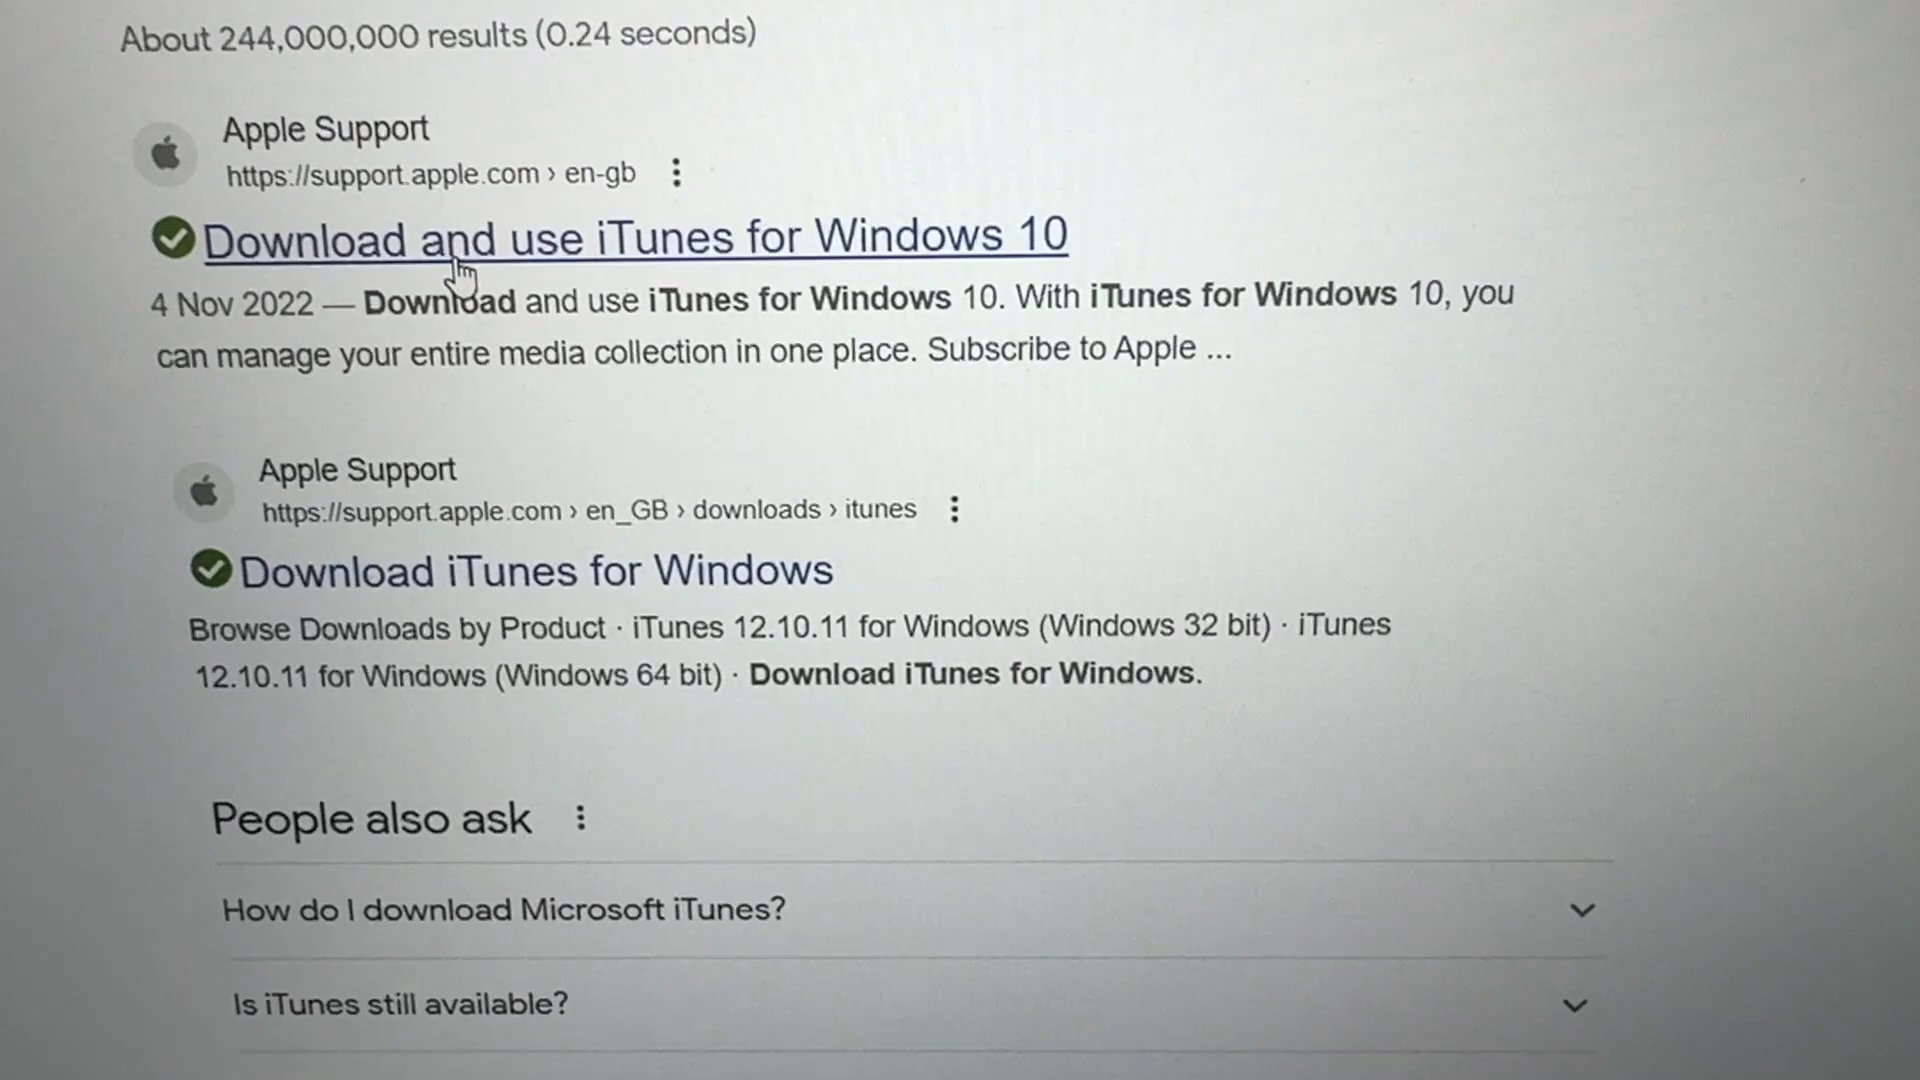 About 244,000,000 results (0.24 seconds)
Apple Support
https://support.apple.com › en-gb
Download and use iTunes for Windows 10
4 Nov 2022 — Download and use iTunes for Windows 10. With iTunes for Windows 10, you
can manage your entire media collection in one place. Subscribe to Apple ...
Apple Support
https://support.apple.com › en_GB › downloads › itunes
Download iTunes for Windows
Browse Downloads by Product · iTunes 12.10.11 for Windows (Windows 32 bit) · iTunes
12.10.11 for Windows (Windows 64 bit) · Download iTunes for Windows.
People also ask
How do I download Microsoft iTunes?
Is iTunes still available?